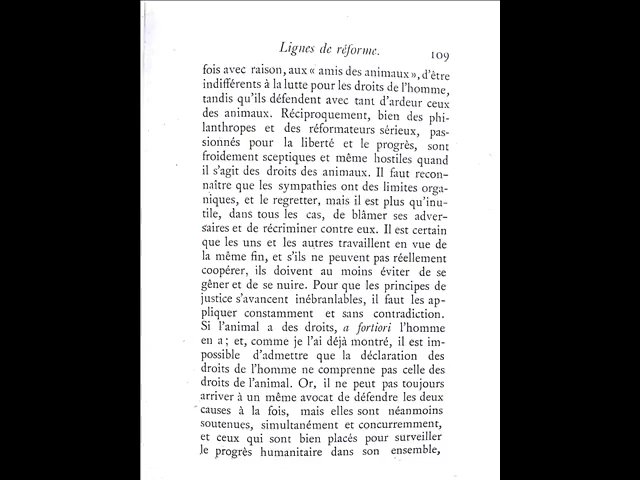 Lignes de réforme. 109
fois avec raison, aux « amis des animaux », d'être
indifférents à la lutte pour les droits de l'homme,
tandis qu'ils défendent avec tant d'ardeur ceux
des animaux. Réciproquement, bien des phi-
lanthropes et des réformateurs sérieux, pas-
sionnés pour la liberté et le progrès, sont
froidement sceptiques et même hostiles quand
il s'agit des droits des animaux. Il faut recon-
naître que les sympathies ont des limites orga-
niques, et le regretter, mais il est plus qu'inu-
tile, dans tous les cas, de blâmer ses adver-
saires et de récriminer contre eux. Il est certain
que les uns et les autres travaillent en vue de
la même fin, et s'ils ne peuvent pas réellement
coopérer, ils doivent au moins éviter de se
gêner et de se nuire. Pour que les principes de
justice s'avancent inébranlables, il faut les ap-
pliquer constamment et sans contradiction.
Si l'animal a des droits, a fortiori l'homme
en a ; et, comme je l'ai déjà montré, il est im-
possible d'admettre que la déclaration des
droits de l'homme ne comprenne pas celle des
droits de l'animal. Or, il ne peut pas toujours
arriver à un même avocat de défendre les deux
causes à la fois, mais elles sont néanmoins
soutenues, simultanément et concurremment,
et ceux qui sont bien placés pour surveiller
le progrès humanitaire dans son ensemble,